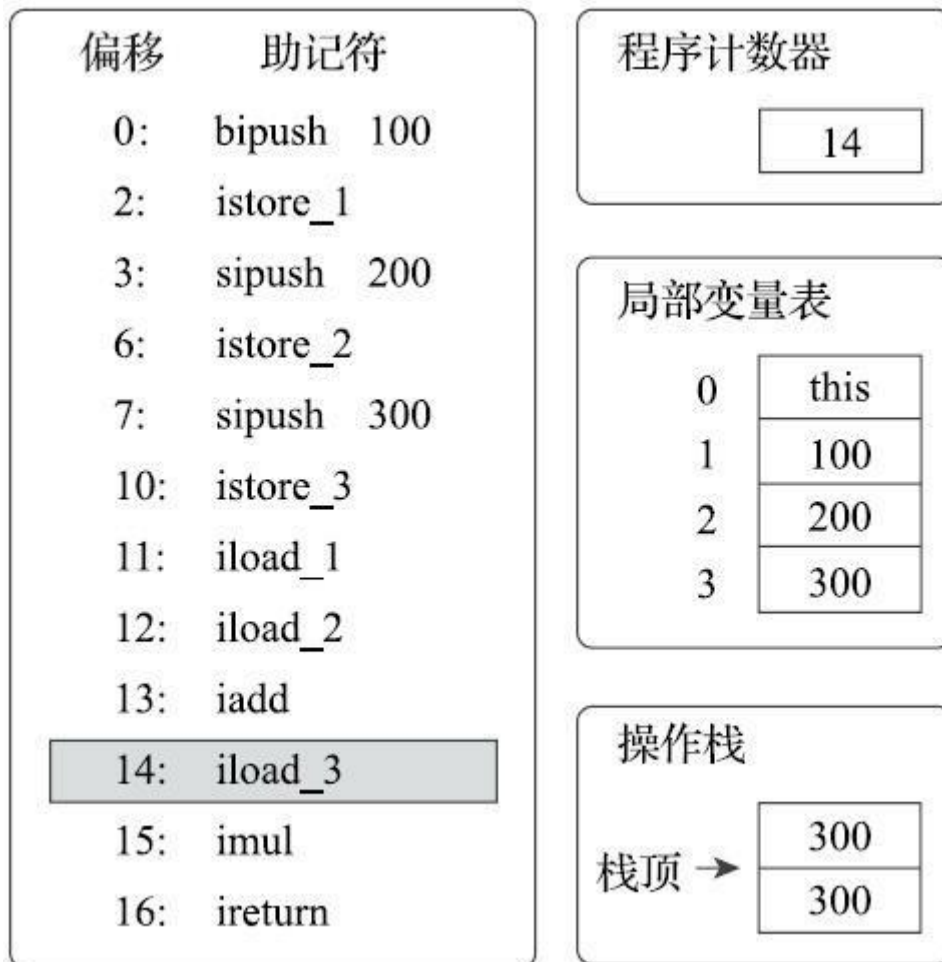 偏移 助记符
0: bipush 100
2: istore_1
3: sipush 200
6: istore_2
7: sipush 300
10: istore_3
11: iload_1
12: iload_2
13: iadd
14: iload_3
15: imul
16: ireturn
程序计数器
14
局部变量表
0 this
1 100
2 200
3 300
操作栈
300
栈顶
300